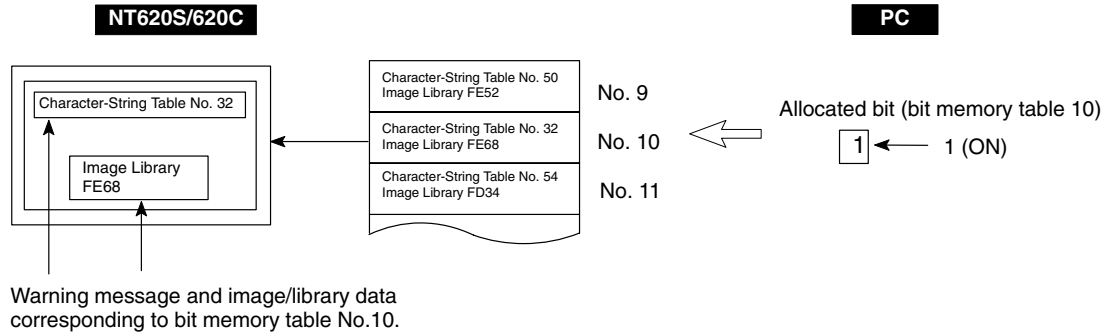 NT620S/620C
PC
Character-String Table No. 32
Image Library
FE68
Character-String Table No. 50
Image Library FE52
No. 9
Character-String Table No. 32
Image Library FE68
No. 10
Character-String Table No. 54
Image Library FD34
No. 11
Allocated bit (bit memory table 10)
1
1 (ON)
Warning message and image/library data
corresponding to bit memory table No.10.